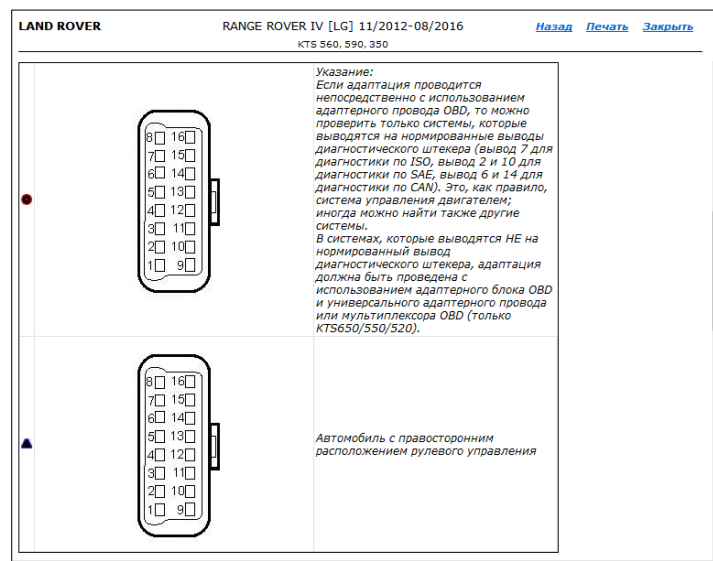 LAND ROVER RANGE ROVER IV [LG] 11/2012-08/2016 Назад Печать Закрыть
KTS 560, 590, 350
Указание:
Если адаптация проводится
непосредственно с использованием
адаптерного провода OBD, то можно
проверить только системы, которые
выводятся на нормированные выводы
диагностического штекера (вывод 7 для
диагностики по ISO, вывод 2 и 10 для
диагностики по SAE, вывод 6 и 14 для
диагностики по CAN). Это, как правило,
система управления двигателем;
иногда можно найти также другие
системы.
В системах, которые выводятся НЕ на
нормированный вывод
диагностического штекера, адаптация
должна быть проведена с
использованием адаптерного блока OBD
и универсального адаптерного провода
или мультиплексора OBD (только
KTS650/550/520).
8 16
7 15
6 14
5 13
4 12
3 11
2 10
1 9
Автомобиль с правосторонним
расположением рулевого управления
8 16
7 15
6 14
5 13
4 12
3 11
2 10
1 9